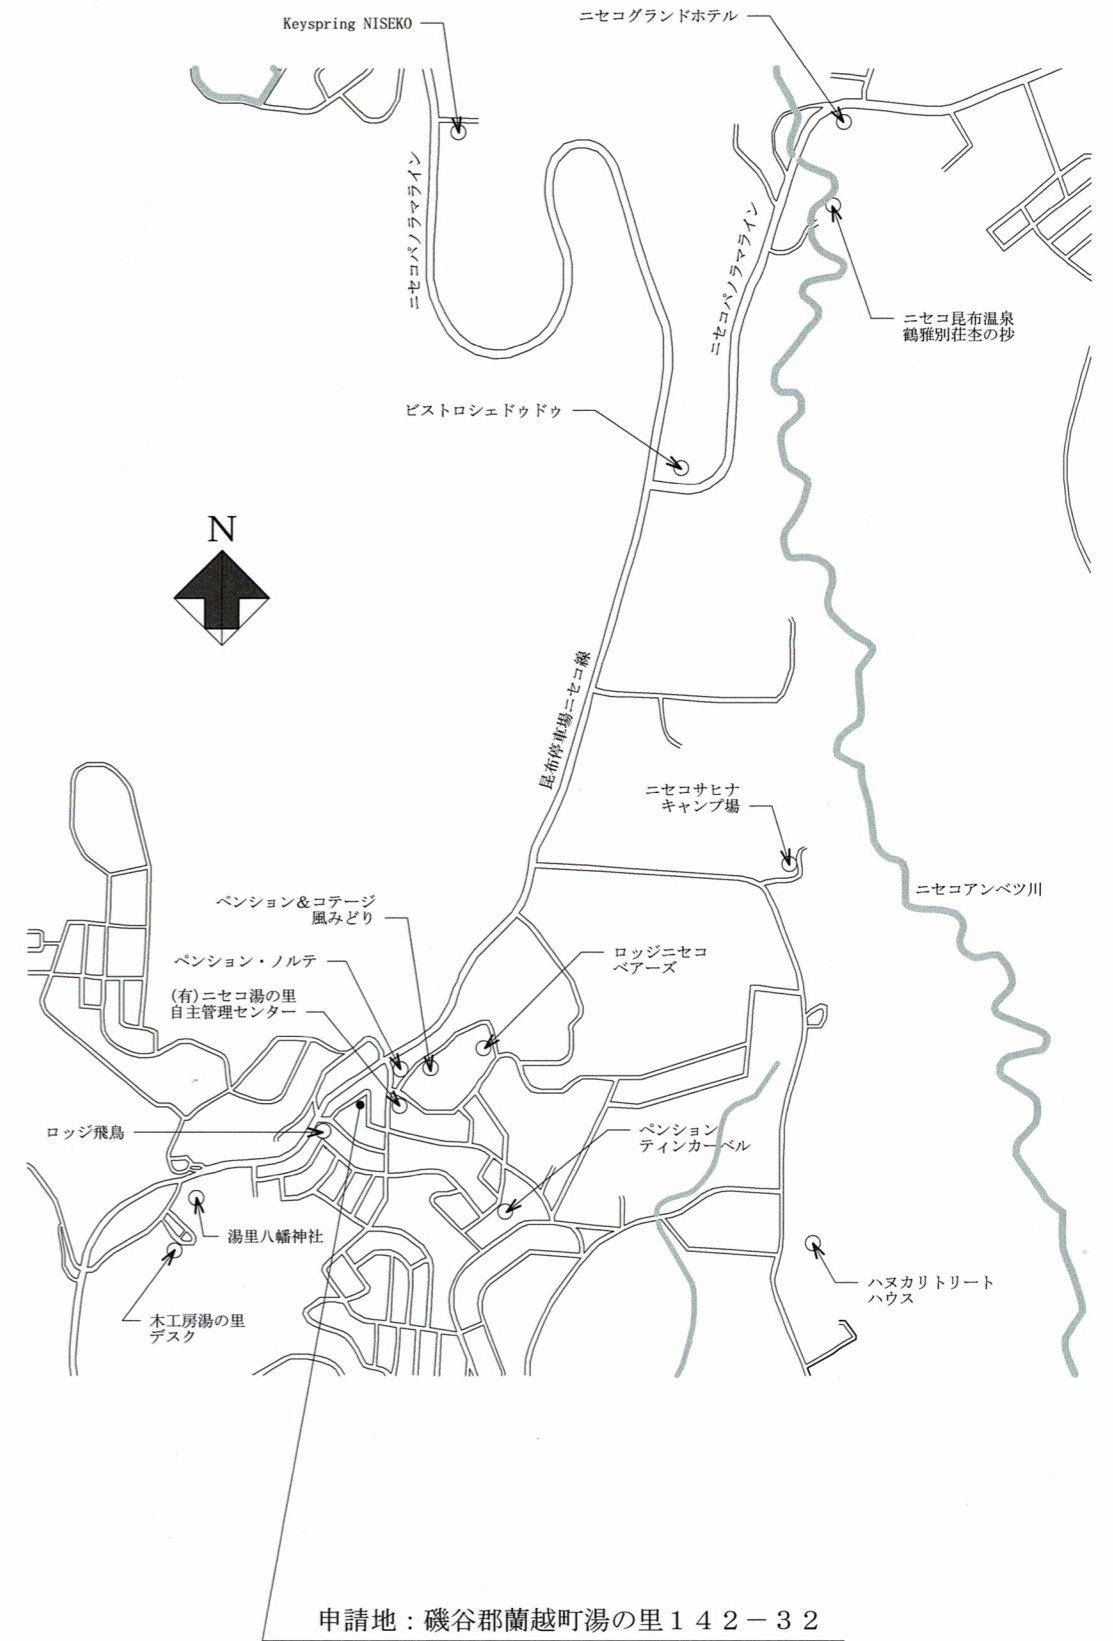 ニセコグランドホテル
Keyspring NISEKO
ニセコパノラマライン
ニセコパノラマライン
ニセコ昆布温泉
鶴雅別荘杢の抄
ビストロシェドゥドゥ
N
昆布停車場ニセコ線
ニセコサヒナ
キャンプ場
ニセコアンベツ川
ペンション＆コテージ
風みどり
ロッジニセコ
ベアーズ
ペンション・ノルテ
(有)ニセコ湯の里
自主管理センター
ロッジ飛鳥
ペンション
ティンカーベル
湯里八幡神社
ハヌカリトリート
ハウス
木工房湯の里
デスク
申請地：磯谷郡蘭越町湯の里１４２－３２